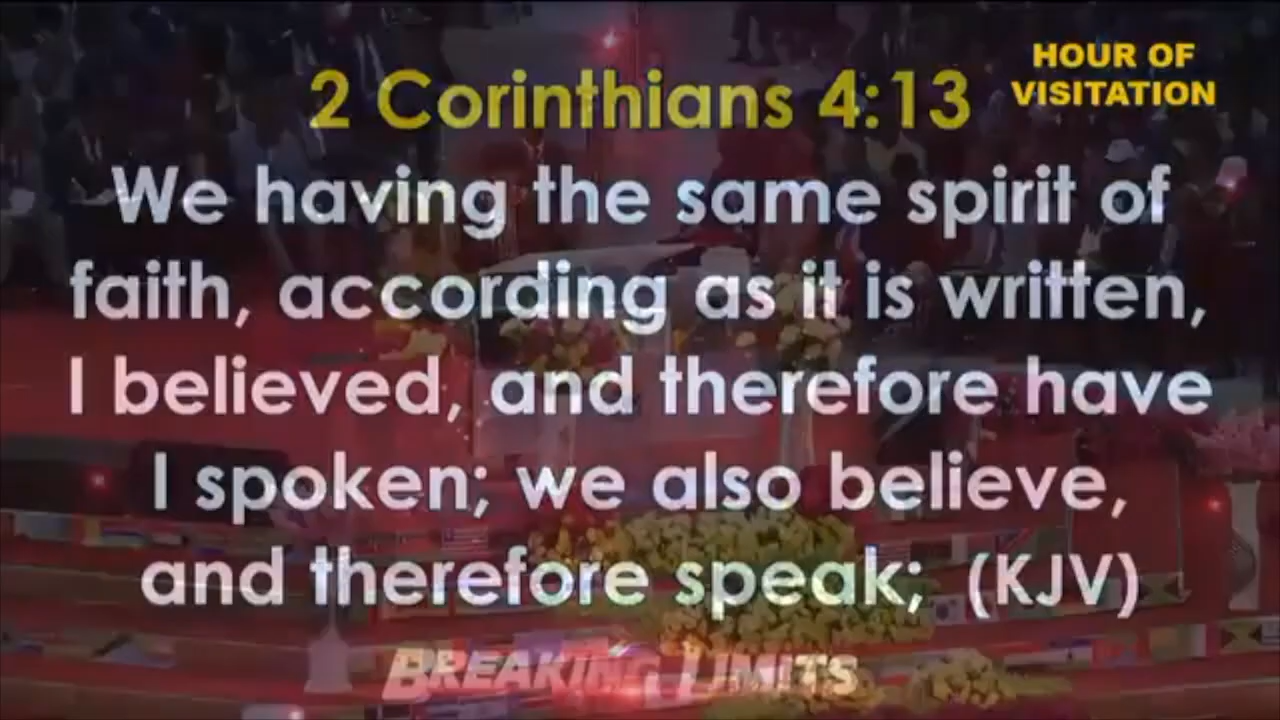 HOUR OF
VISITATION
2 Corinthians 4:13
We having the same spirit of
faith, according as it is written,
I believed, and therefore have
I spoken; we also believe,
and therefore speak; (KJV)
BREAKING LIMITS